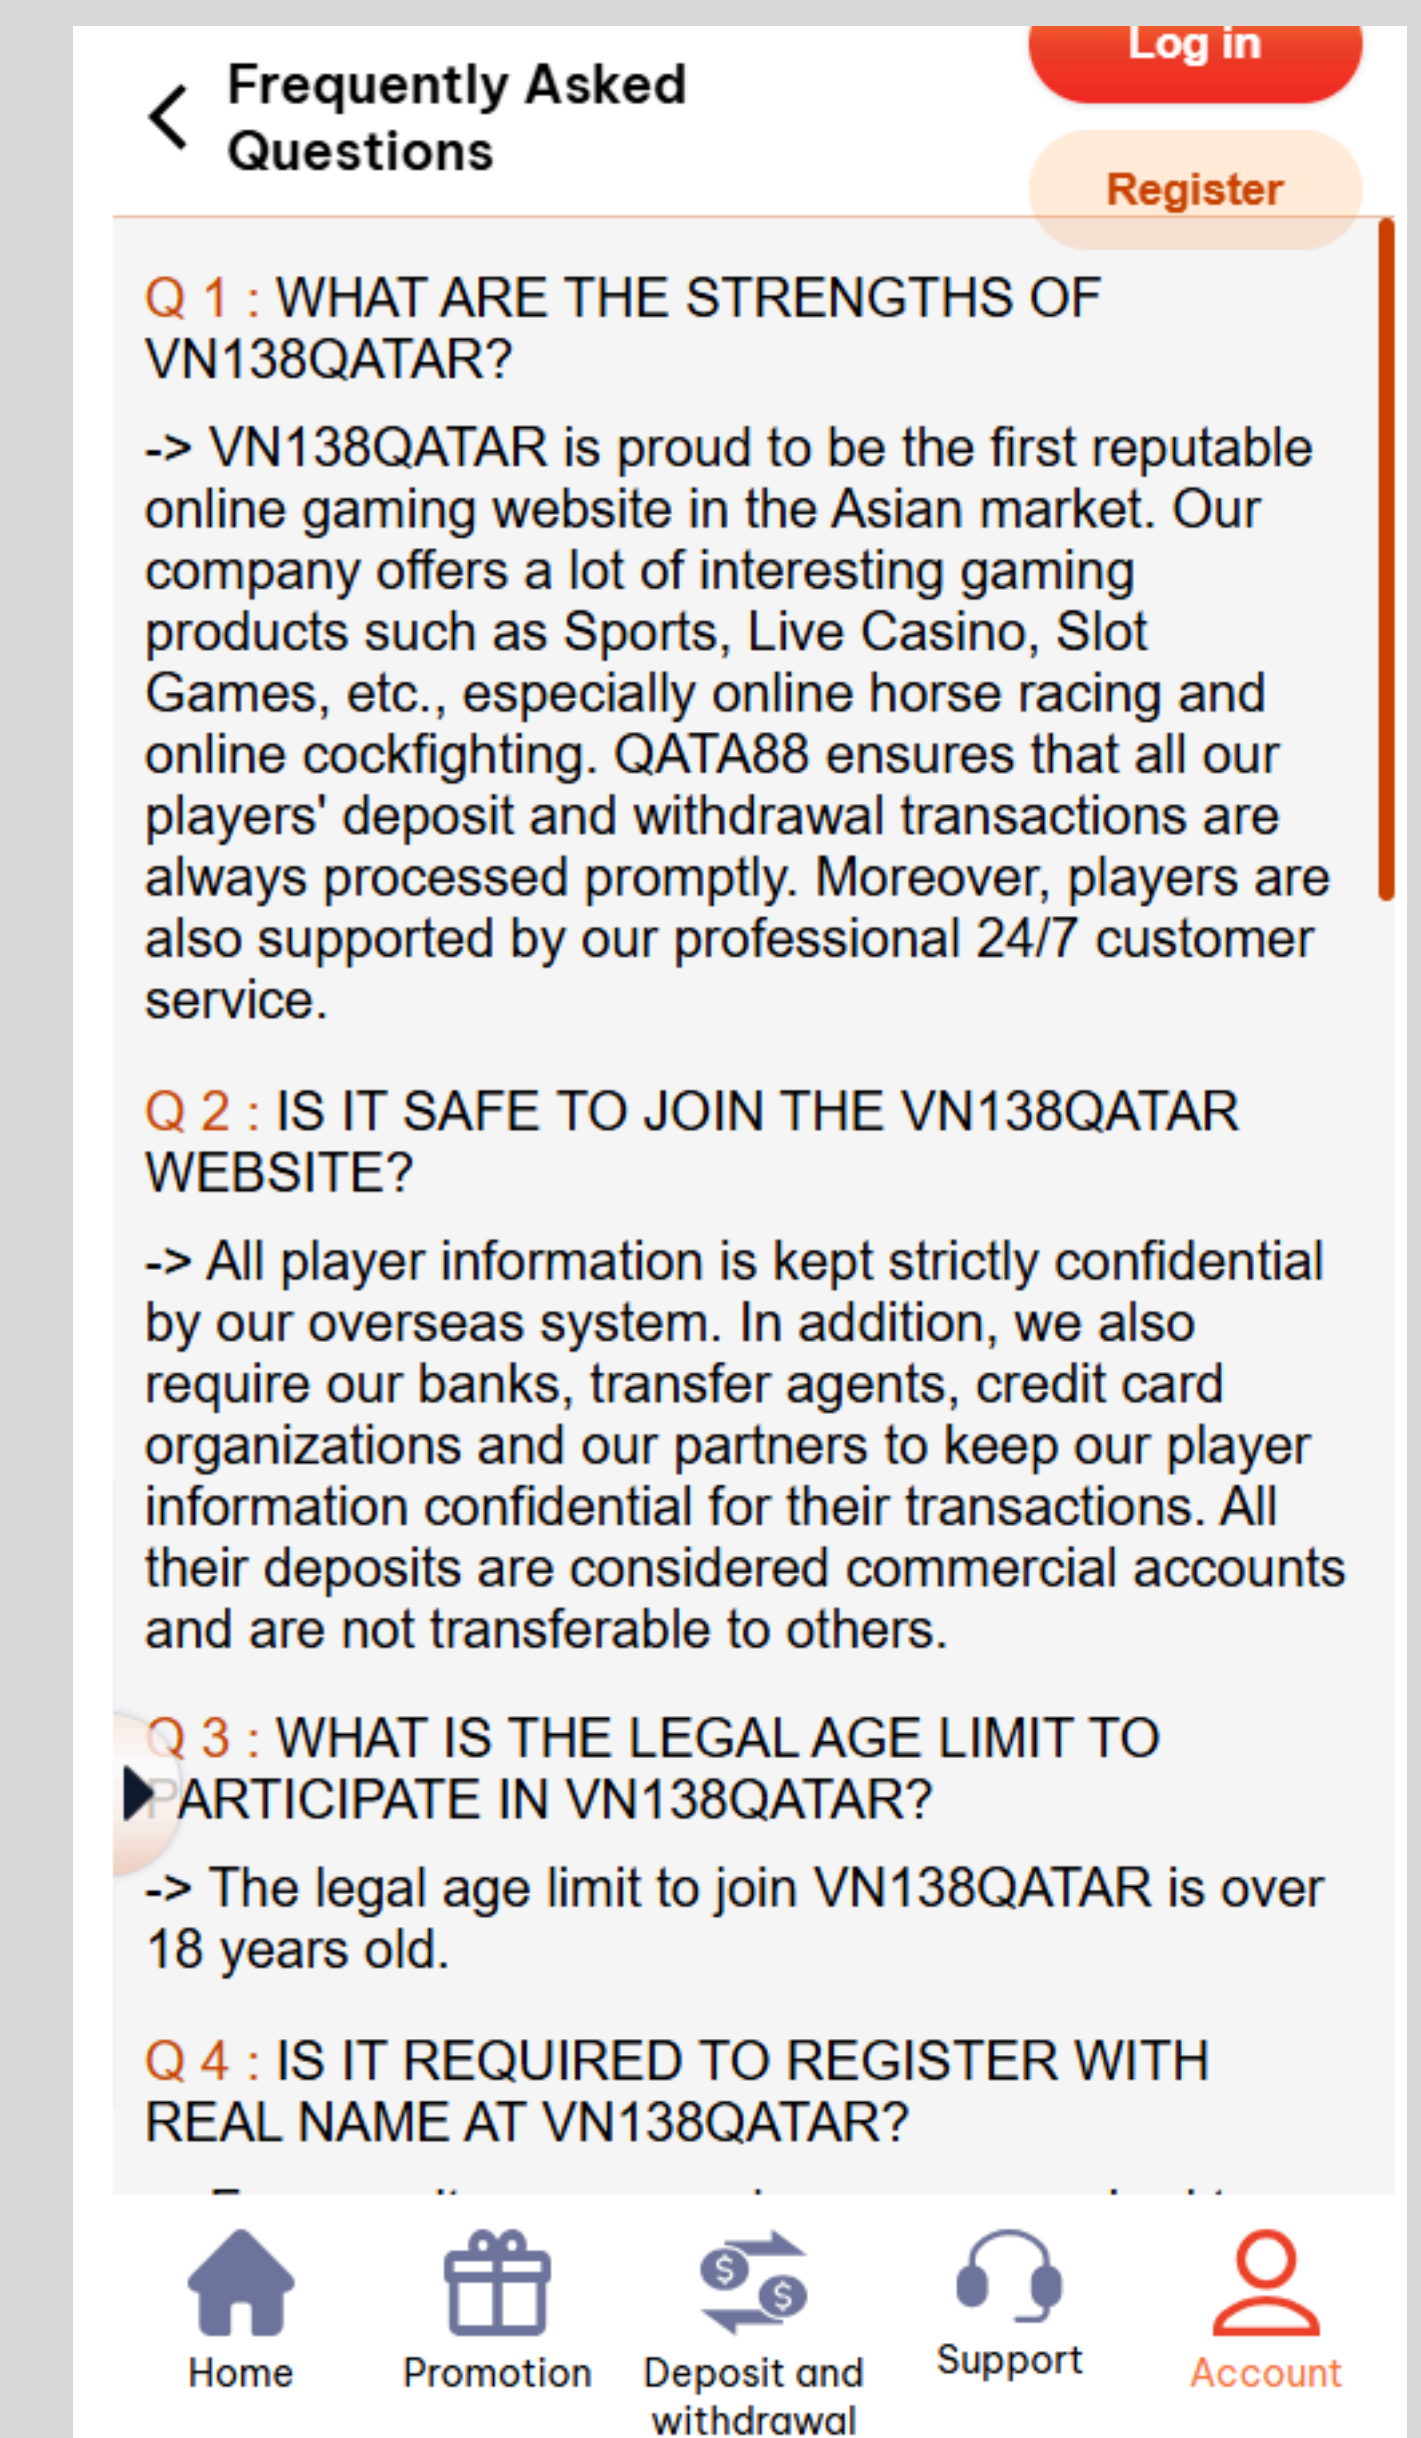 Frequently Asked
Questions
Log in
Register
Q 1 : WHAT ARE THE STRENGTHS OF
VN138QATAR?
-> VN138QATAR is proud to be the first reputable
online gaming website in the Asian market. Our
company offers a lot of interesting gaming
products such as Sports, Live Casino, Slot
Games, etc., especially online horse racing and
online cockfighting. QATA88 ensures that all our
players' deposit and withdrawal transactions are
always processed promptly. Moreover, players are
also supported by our professional 24/7 customer
service.
Q 2 : IS IT SAFE TO JOIN THE VN138QATAR
WEBSITE?
-> All player information is kept strictly confidential
by our overseas system. In addition, we also
require our banks, transfer agents, credit card
organizations and our partners to keep our player
information confidential for their transactions. All
their deposits are considered commercial accounts
and are not transferable to others.
Q 3 : WHAT IS THE LEGAL AGE LIMIT TO
PARTICIPATE IN VN138QATAR?
-> The legal age limit to join VN138QATAR is over
18 years old.
Q 4 : IS IT REQUIRED TO REGISTER WITH
REAL NAME AT VN138QATAR?
Home
Promotion
Deposit and
withdrawal
Support
Account